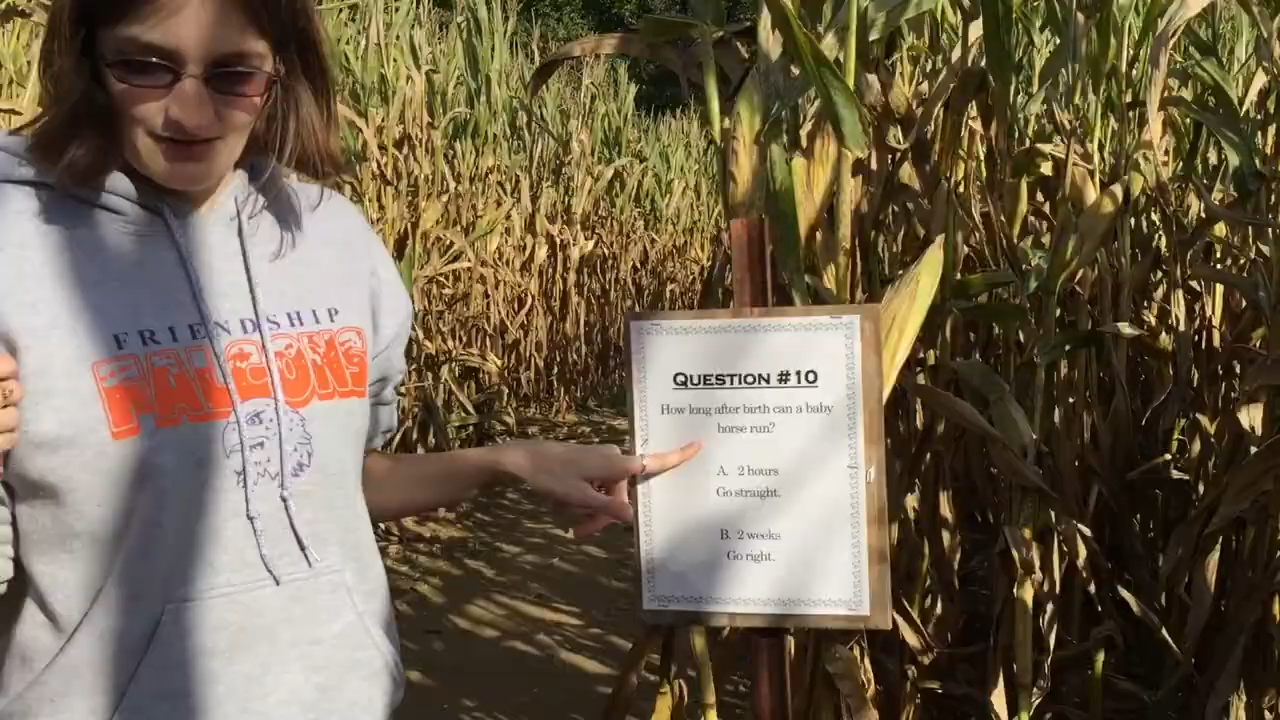 FRIENDSHIP
FALCONS
QUESTION #10
How long after birth can a baby
horse run?
A. 2 hours
Go straight.
B. 2 weeks
Go right.